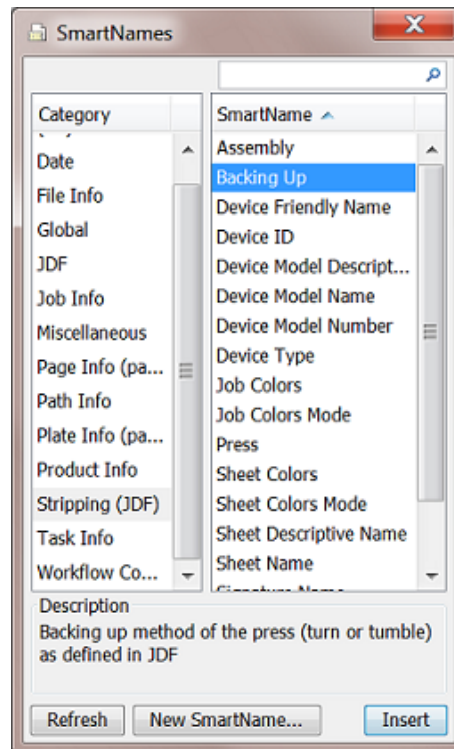 SmartNames
Category
Date
File Info
Global
JDF
Job Info
Miscellaneous
Page Info (pa...
Path Info
Plate Info (pa...
Product Info
Stripping (JDF)
Task Info
Workflow Co...
SmartName
Assembly
Backing Up
Device Friendly Name
Device ID
Device Model Descript...
Device Model Name
Device Model Number
Device Type
Job Colors
Job Colors Mode
Press
Sheet Colors
Sheet Colors Mode
Sheet Descriptive Name
Sheet Name
Signature Name
Description
Backing up method of the press (turn or tumble)
as defined in JDF
Refresh
New SmartName...
Insert